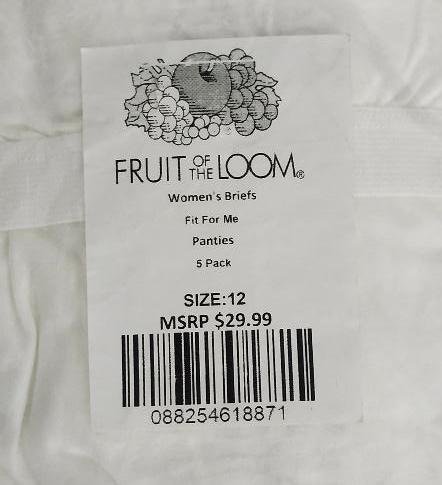 FRUIT OF THE LOOM®
Women's Briefs
Fit For Me
Panties
5 Pack
SIZE:12
MSRP $29.99
088254618871